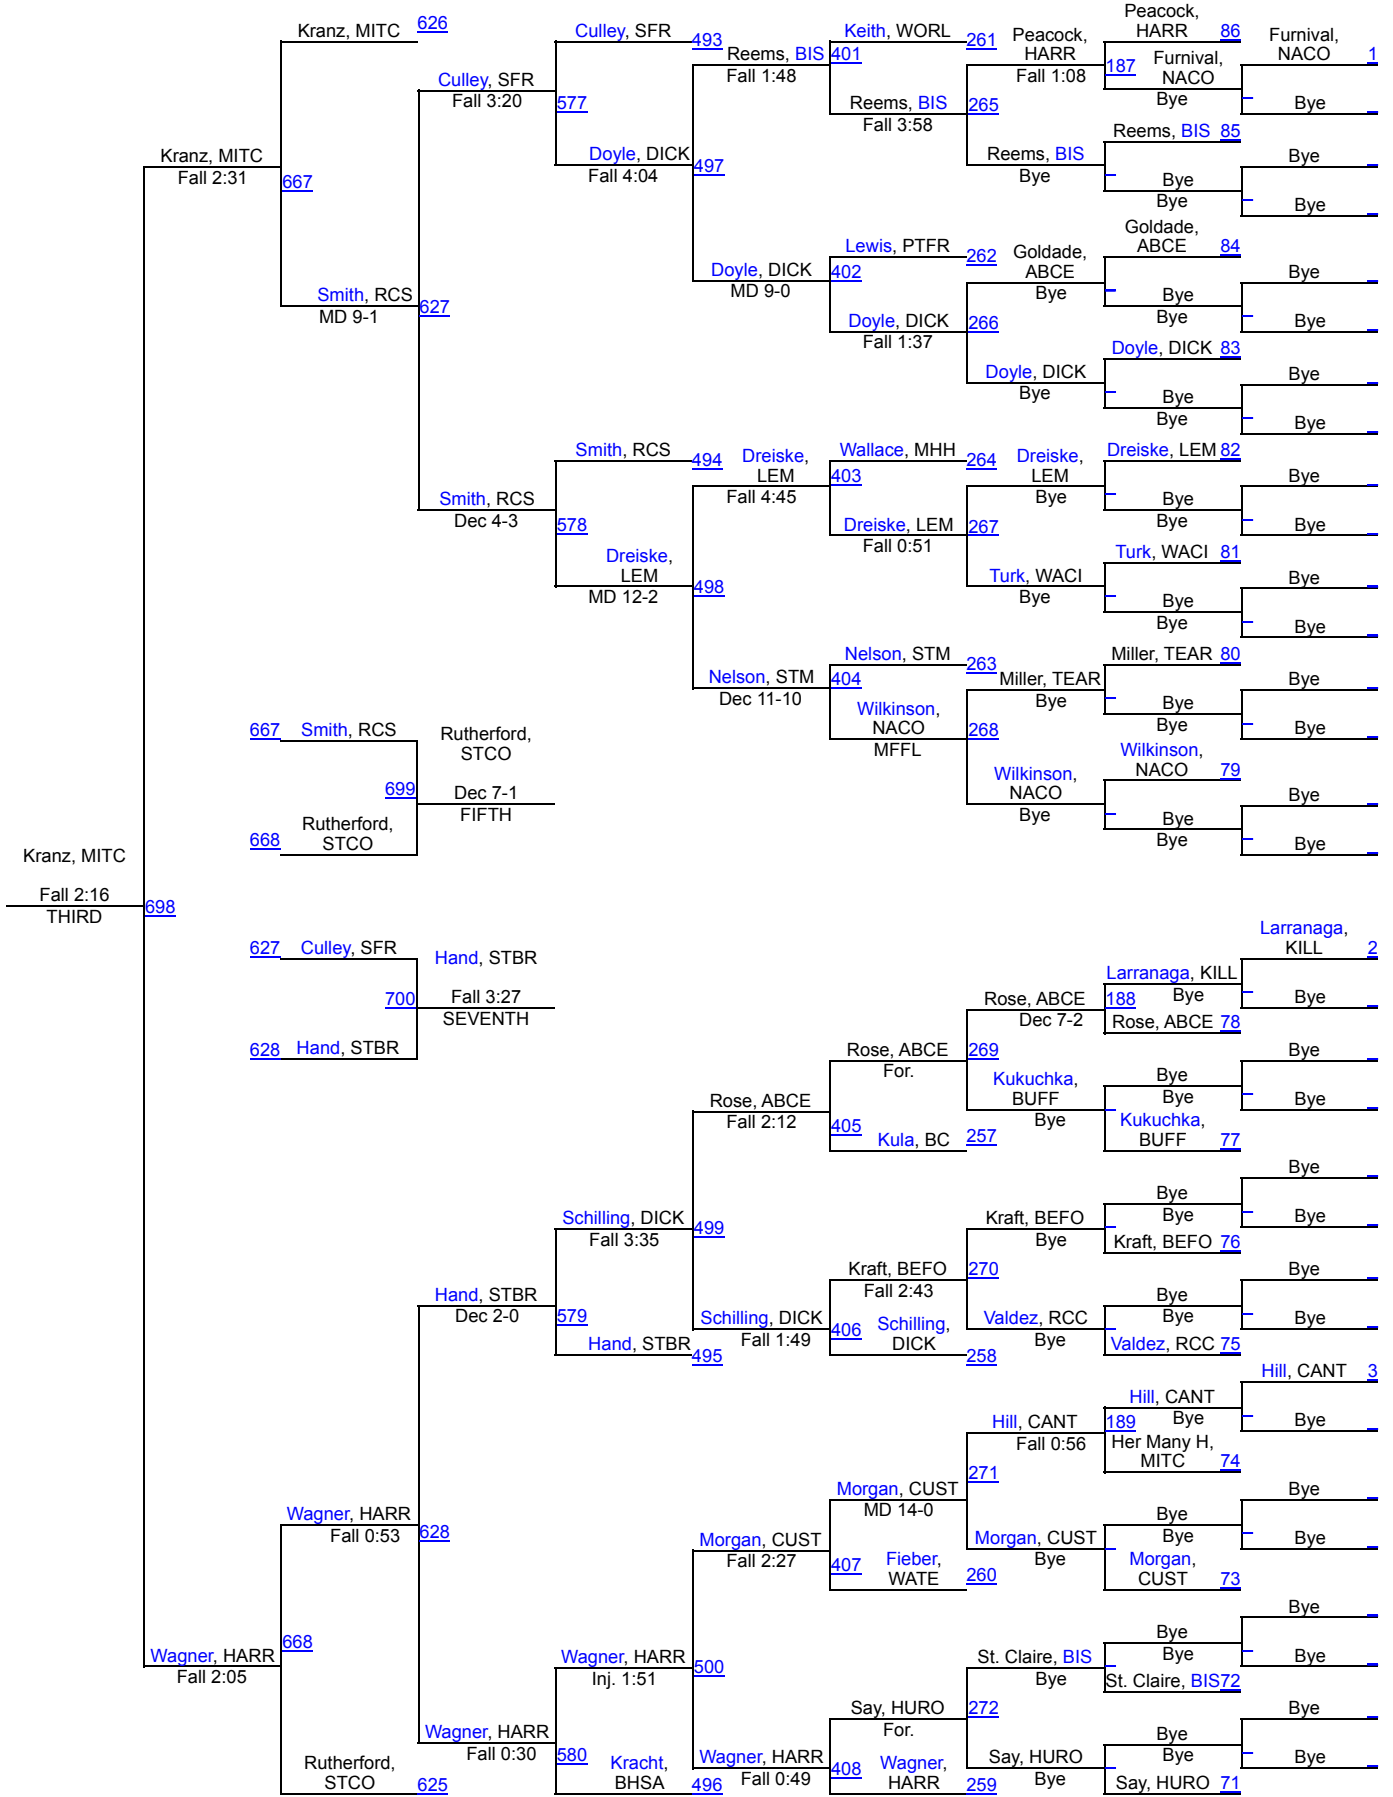 Kranz, MITC 626
Culley, SFR 493
Keith, WORL 261
Peacock,
HARR 86
Furnival,
NACO 1
Reems, BIS 401
Fall 1:48
Peacock,
HARR
Fall 1:08
187 Furnival,
NACO
Bye
Bye
Culley, SFR
Fall 3:20
577
Reems, BIS 265
Fall 3:58
Reems, BIS 85
Kranz, MITC
Fall 2:31
667
Doyle, DICK 497
Fall 4:04
Reems, BIS
Bye
Bye
Bye
Bye
Bye
Goldade,
ABCE 84
Lewis, PTFR 262
Goldade,
ABCE
Bye
Doyle, DICK 402
MD 9-0
Bye
Bye
Bye
Bye
Smith, RCS 627
MD 9-1
Doyle, DICK 266
Fall 1:37
Doyle, DICK 83
Doyle, DICK
Bye
Bye
Bye
Bye
Bye
Smith, RCS 494
Dreiske,
LEM
Fall 4:45
Wallace, MHH 264
403
Dreiske,
LEM
Bye
Dreiske, LEM 82
Bye
Bye
Bye
Bye
Smith, RCS
Dec 4-3
578
Dreiske, LEM 267
Fall 0:51
Turk, WACI 81
Dreiske,
LEM
MD 12-2
498
Turk, WACI
Bye
Bye
Bye
Bye
Bye
Nelson, STM 263
Miller, TEAR 80
Nelson, STM 404
Dec 11-10
Miller, TEAR
Bye
Bye
Bye
Bye
Bye
Wilkinson,
NACO
MFFL
268
667 Smith, RCS
Rutherford,
STCO
Wilkinson,
NACO 79
699 Dec 7-1
FIFTH
Wilkinson,
NACO
Bye
Bye
Bye
Bye
Bye
668 Rutherford,
STCO
Kranz, MITC
Fall 2:16
THIRD
698
627 Culley, SFR
Hand, STBR
Larranaga,
KILL 2
700 Fall 3:27
SEVENTH
Larranaga, KILL
Bye
Bye
Rose, ABCE 188
Dec 7-2
Rose, ABCE 78
628 Hand, STBR
Rose, ABCE 269
For.
Bye
Bye
Kukuchka,
BUFF
Bye
Bye
Bye
Rose, ABCE
Fall 2:12
405
Kula, BC 257
Kukuchka,
BUFF 77
Bye
Bye
Bye
Bye
Schilling, DICK 499
Fall 3:35
Kraft, BEFO
Bye
Kraft, BEFO 76
Kraft, BEFO 270
Fall 2:43
Bye
Bye
Hand, STBR
Dec 2-0
579
Schilling, DICK 406
Fall 1:49
Schilling,
DICK 258
Valdez, RCC
Bye
Bye
Bye
Hand, STBR 495
Valdez, RCC 75
Hill, CANT 3
Hill, CANT
Bye
Bye
Hill, CANT 189
Fall 0:56
Her Many H,
MITC 74
271
Morgan, CUST
MD 14-0
Bye
Bye
Wagner, HARR 628
Fall 0:53
Morgan, CUST
Fall 2:27
Morgan, CUST
Bye
Bye
Bye
407 Fieber,
WATE 260
Morgan,
CUST 73
Bye
Bye
Bye
Bye
Wagner, HARR 668
Fall 2:05
Wagner, HARR 500
Inj. 1:51
St. Claire, BIS
Bye
St. Claire, BIS 72
Say, HURO 272
For.
Bye
Bye
Wagner, HARR 580
Fall 0:30
Wagner, HARR 408
Fall 0:49
Wagner,
HARR 259
Say, HURO
Bye
Bye
Bye
Rutherford,
STCO 625
Kracht,
BHSA 496
Say, HURO 71